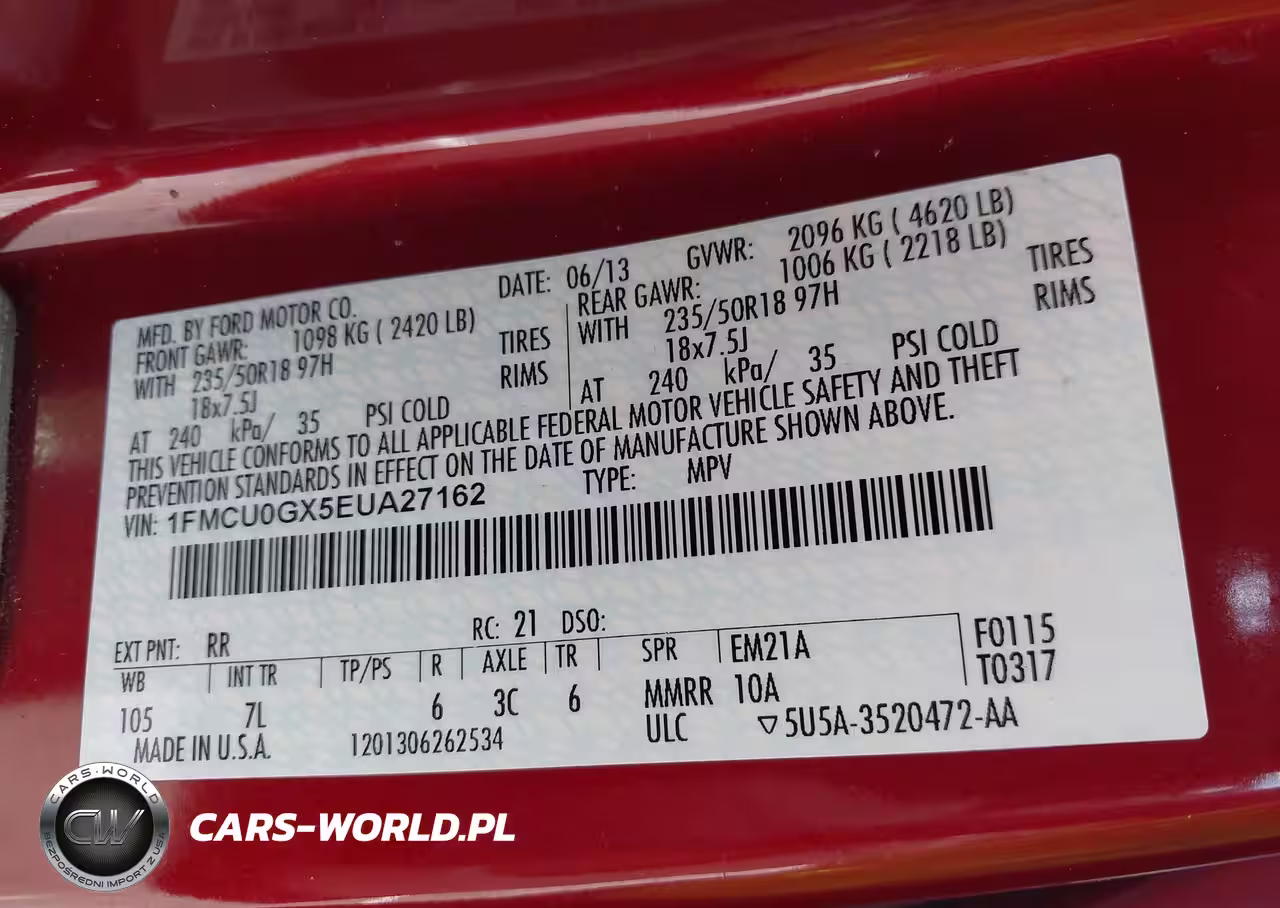 MFD. BY FORD MOTOR CO.
DATE: 06/13
GVWR: 2096 KG ( 4620 LB)
FRONT GAWR: 1098 KG ( 2420 LB)
WITH 235/50R18 97H TIRES
18x7.5J RIMS
AT 240 kPa/ 35 PSI COLD
REAR GAWR: 1006 KG ( 2218 LB)
WITH 235/50R18 97H TIRES
18x7.5J RIMS
AT 240 kPa/ 35 PSI COLD
THIS VEHICLE CONFORMS TO ALL APPLICABLE FEDERAL MOTOR VEHICLE SAFETY AND THEFT
PREVENTION STANDARDS IN EFFECT ON THE DATE OF MANUFACTURE SHOWN ABOVE.
VIN: 1FMCU0GX5EUA27162 TYPE: MPV
EXT PNT: RR RC: 21 DSO:
WB INT TR TP/PS R AXLE TR SPR EM21A F0115
105 7L 6 3C 6 MMRR 10A T0317
MADE IN U.S.A. 1201306262534 ULC ▽5U5A-3520472-AA
CARS-WORLD
CW
BEZPOŚREDNI IMPORT Z USA
CARS-WORLD.PL